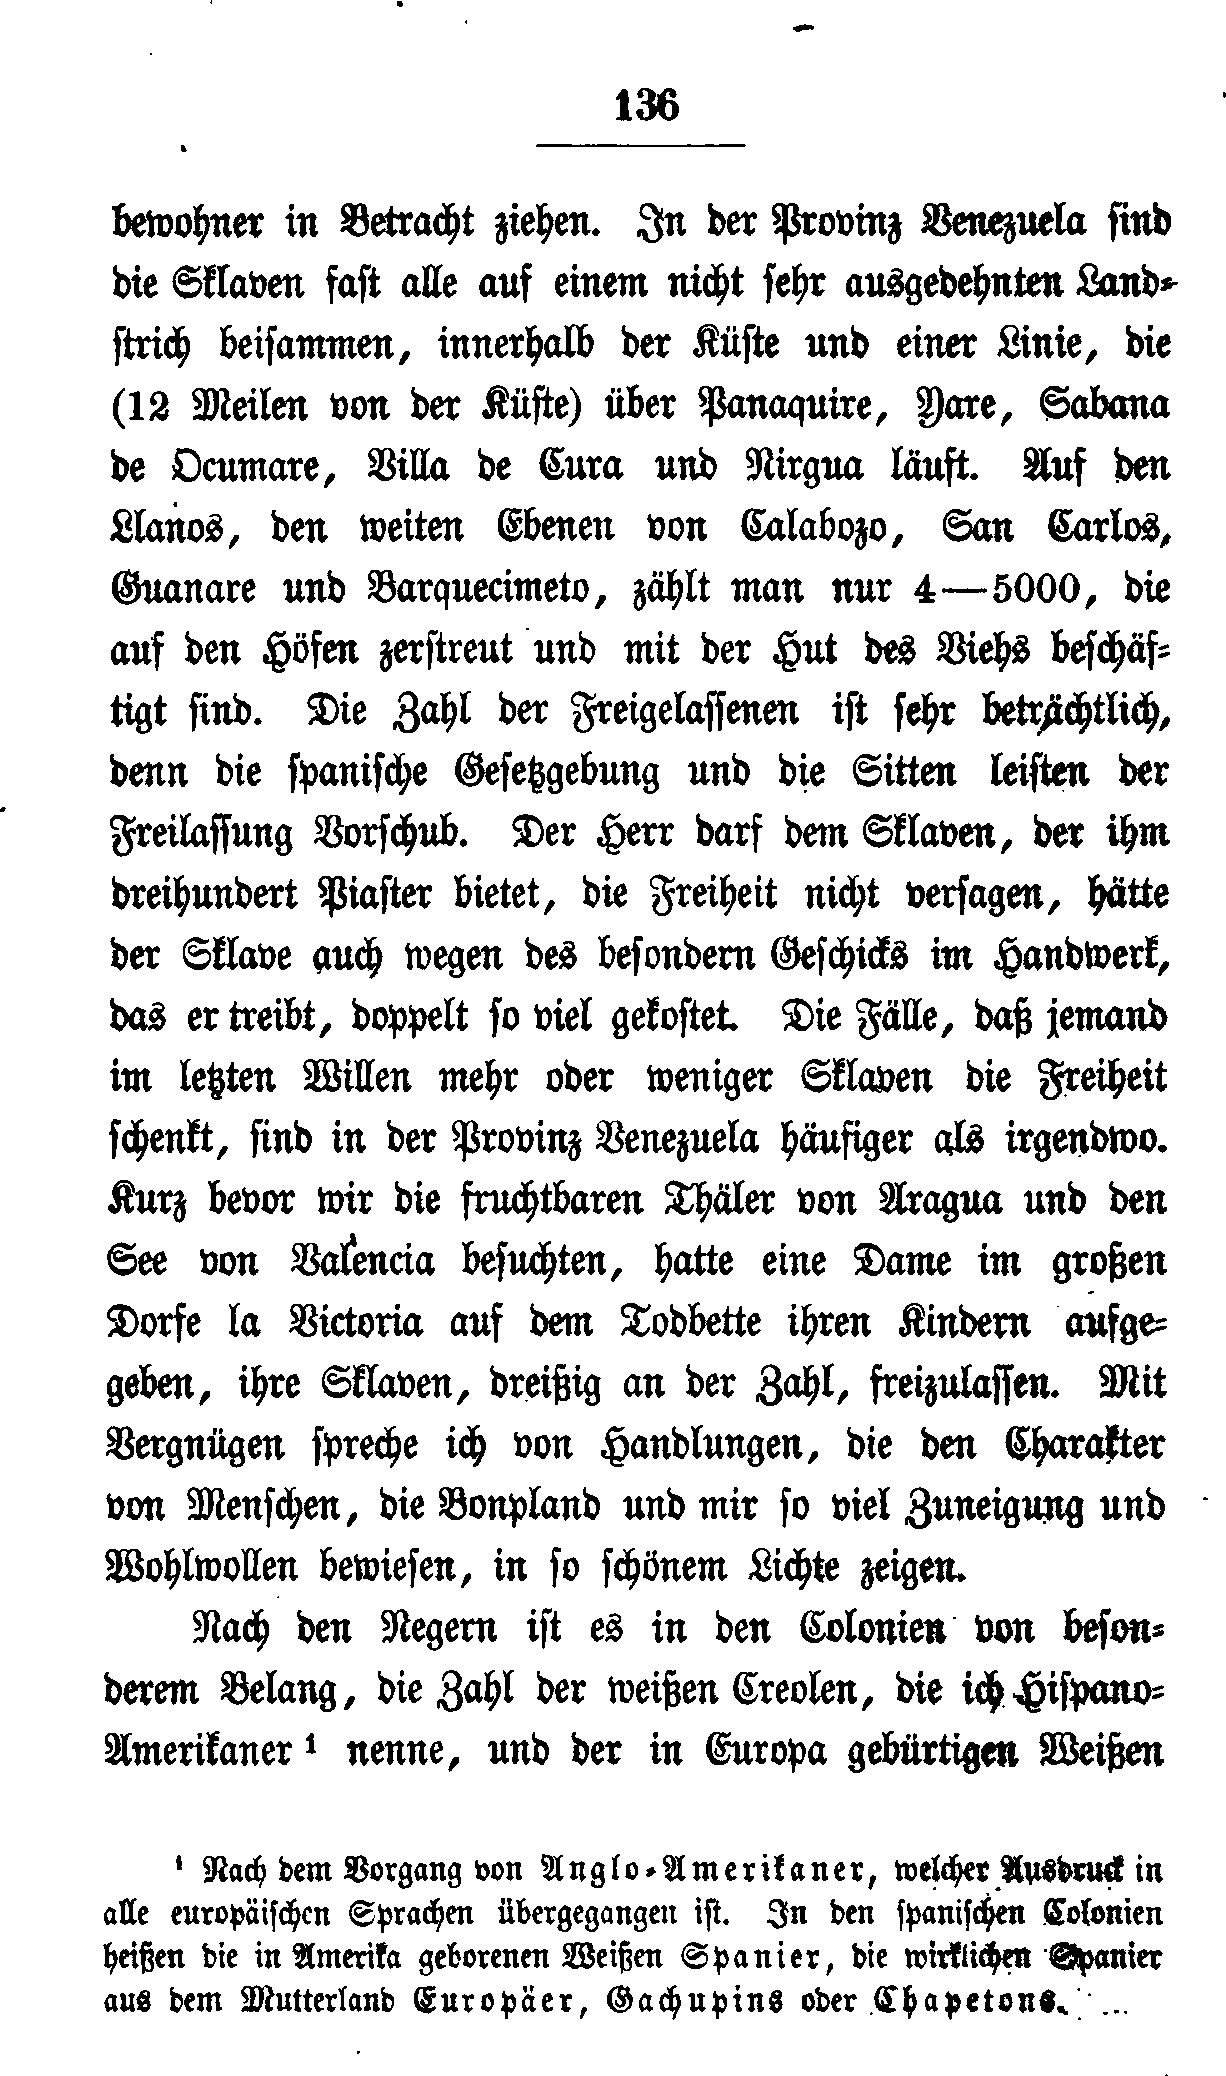 136
bewohner in Betracht ziehen. In der Provinz Venezuela sind
die Sklaven fast alle auf einem nicht sehr ausgedehnten Land-
strich beisammen, innerhalb der Küste und einer Linie, die
(12 Meilen von der Küste) über Panaquire, Yare, Sabana
de Ocumare, Villa de Cura und Nirgua läuft. Auf den
Llanos, den weiten Ebenen von Calabozo, San Carlos,
Guanare und Barquecimeto, zählt man nur 4—5000, die
auf den Höfen zerstreut und mit der Hut des Viehs beschäf-
tigt sind. Die Zahl der Freigelassenen ist sehr beträchtlich,
denn die spanische Gesetzgebung und die Sitten leisten der
Freilassung Vorschub. Der Herr darf dem Sklaven, der ihm
dreihundert Piaster bietet, die Freiheit nicht versagen, hätte
der Sklave auch wegen des besondern Geschicks im Handwerk,
das er treibt, doppelt so viel gekostet. Die Fälle, daß jemand
im letzten Willen mehr oder weniger Sklaven die Freiheit
schenkt, sind in der Provinz Venezuela häufiger als irgendwo.
Kurz bevor wir die fruchtbaren Thäler von Aragua und den
See von Valencia besuchten, hatte eine Dame im großen
Dorfe la Victoria auf dem Todbette ihren Kindern aufge-
geben, ihre Sklaven, dreißig an der Zahl, freizulassen. Mit
Vergnügen spreche ich von Handlungen, die den Charakter
von Menschen, die Bonpland und mir so viel Zuneigung und
Wohlwollen bewiesen, in so schönem Lichte zeigen.
Nach den Negern ist es in den Colonien von beson-
derem Belang, die Zahl der weißen Creolen, die ich Hispano-
Amerikaner ¹ nenne, und der in Europa gebürtigen Weißen
¹ Nach dem Vorgang von Anglo-Amerikaner, welcher Ausdruck in
alle europäischen Sprachen übergegangen ist. In den spanischen Colonien
heißen die in Amerika geborenen Weißen Spanier, die wirklichen Spanier
aus dem Mutterland Europäer, Gachupins oder Chapetons.